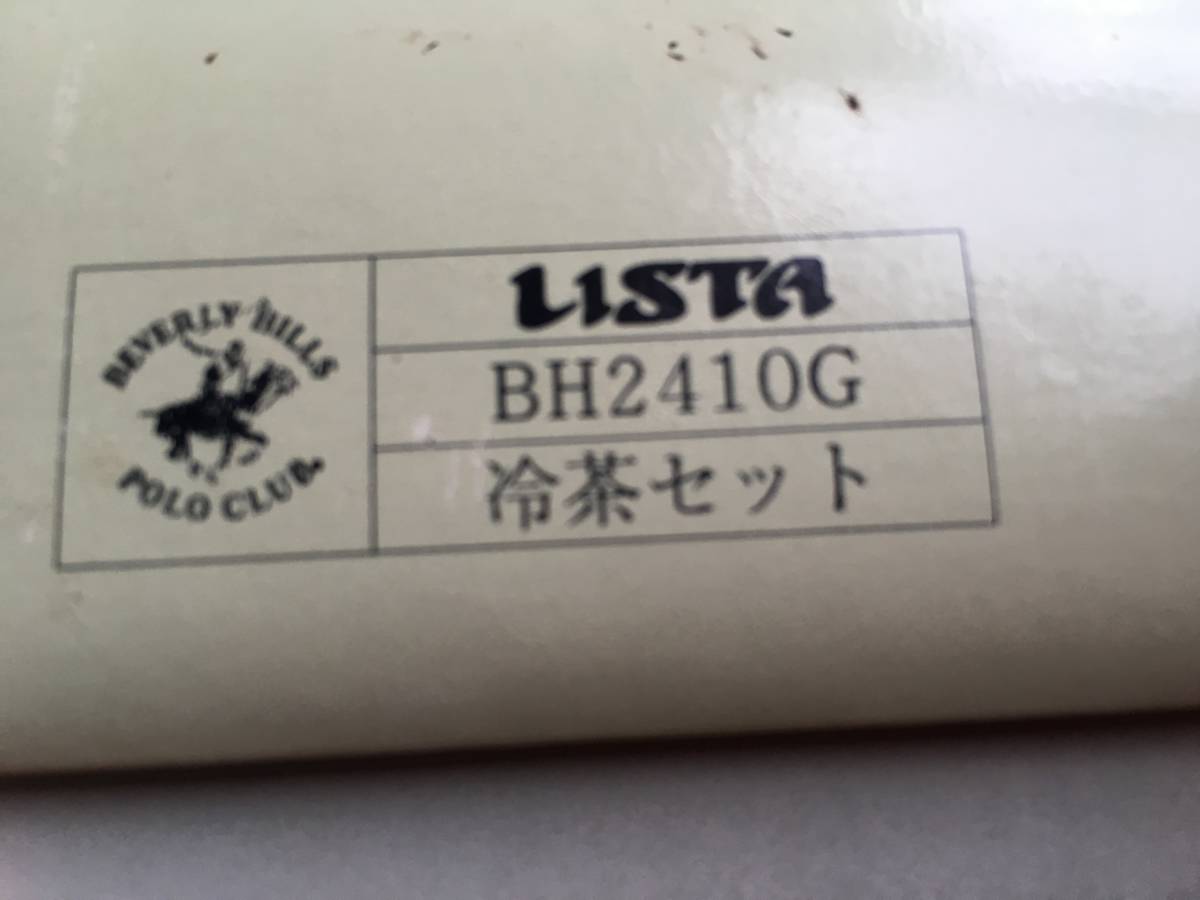 BEVERLY HILLS
POLO CLUB
LISTA
BH2410G
冷茶セット